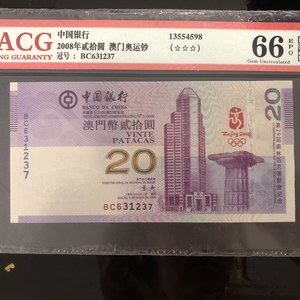 ACG
NG GUARANTY
中国银行
2008年贰拾圆 澳门奥运钞
冠号： BC631237
13554598
(☆☆☆)
66
EPQ
Gem Uncirculated
中國銀行
BANCO DA CHINA
澳門幣貳拾圓
VINTE
PATACAS
20
BC631237
BC631237
Beijing 2008
20